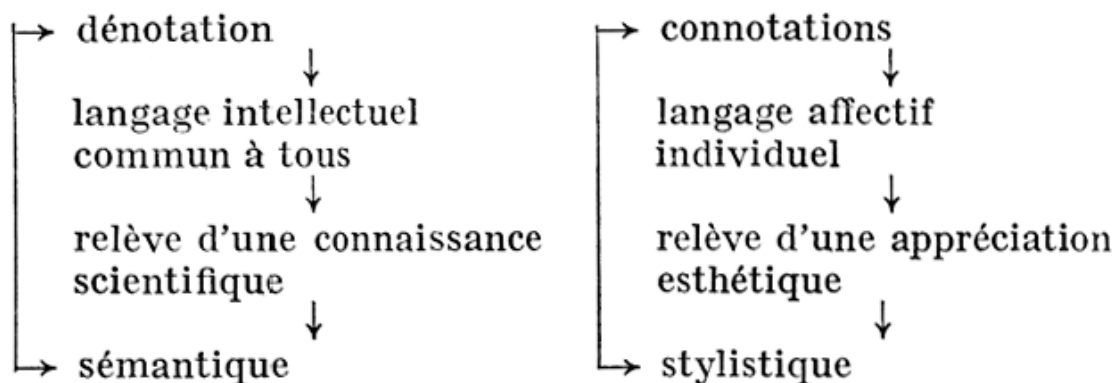 dénotation
langage intellectuel
commun à tous
relève d'une connaissance
scientifique
sémantique
connotations
langage affectif
individuel
relève d'une appréciation
esthétique
stylistique